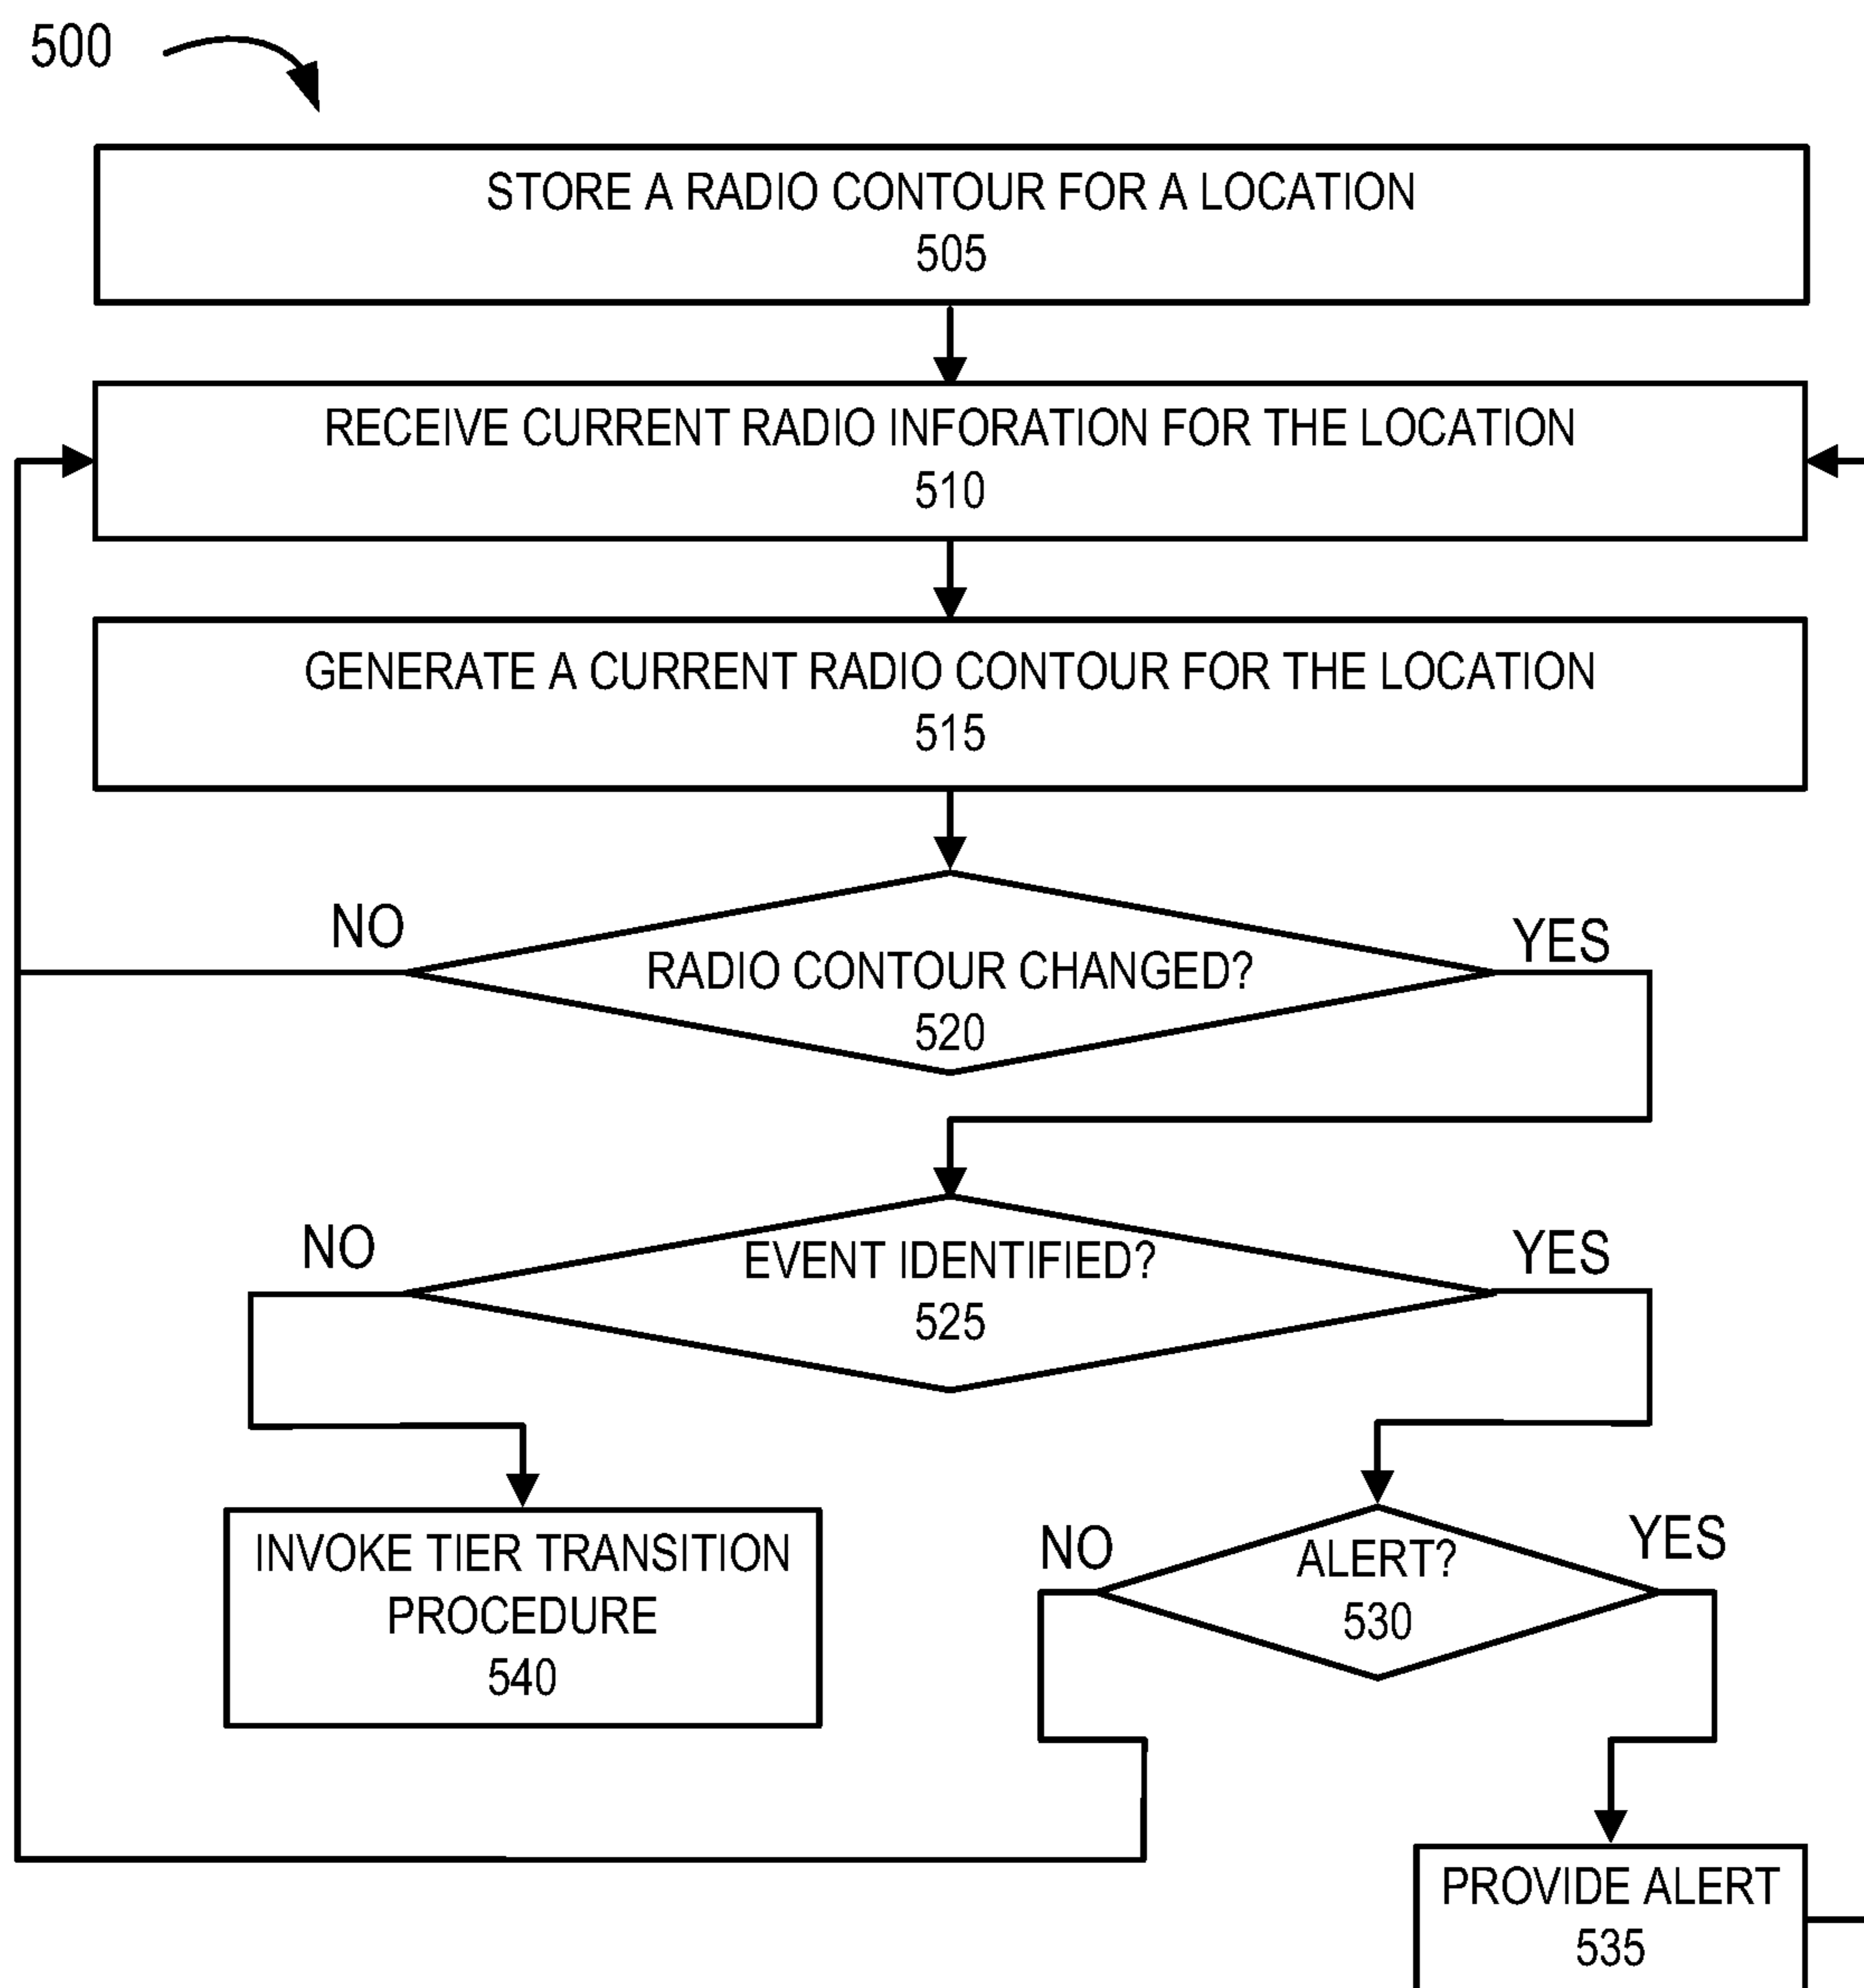 500
STORE A RADIO CONTOUR FOR A LOCATION
505
RECEIVE CURRENT RADIO INFORATION FOR THE LOCATION
510
GENERATE A CURRENT RADIO CONTOUR FOR THE LOCATION
515
NO
YES
RADIO CONTOUR CHANGED?
520
NO
YES
EVENT IDENTIFIED?
525
INVOKE TIER TRANSITION
PROCEDURE
540
NO
YES
ALERT?
530
PROVIDE ALERT
535